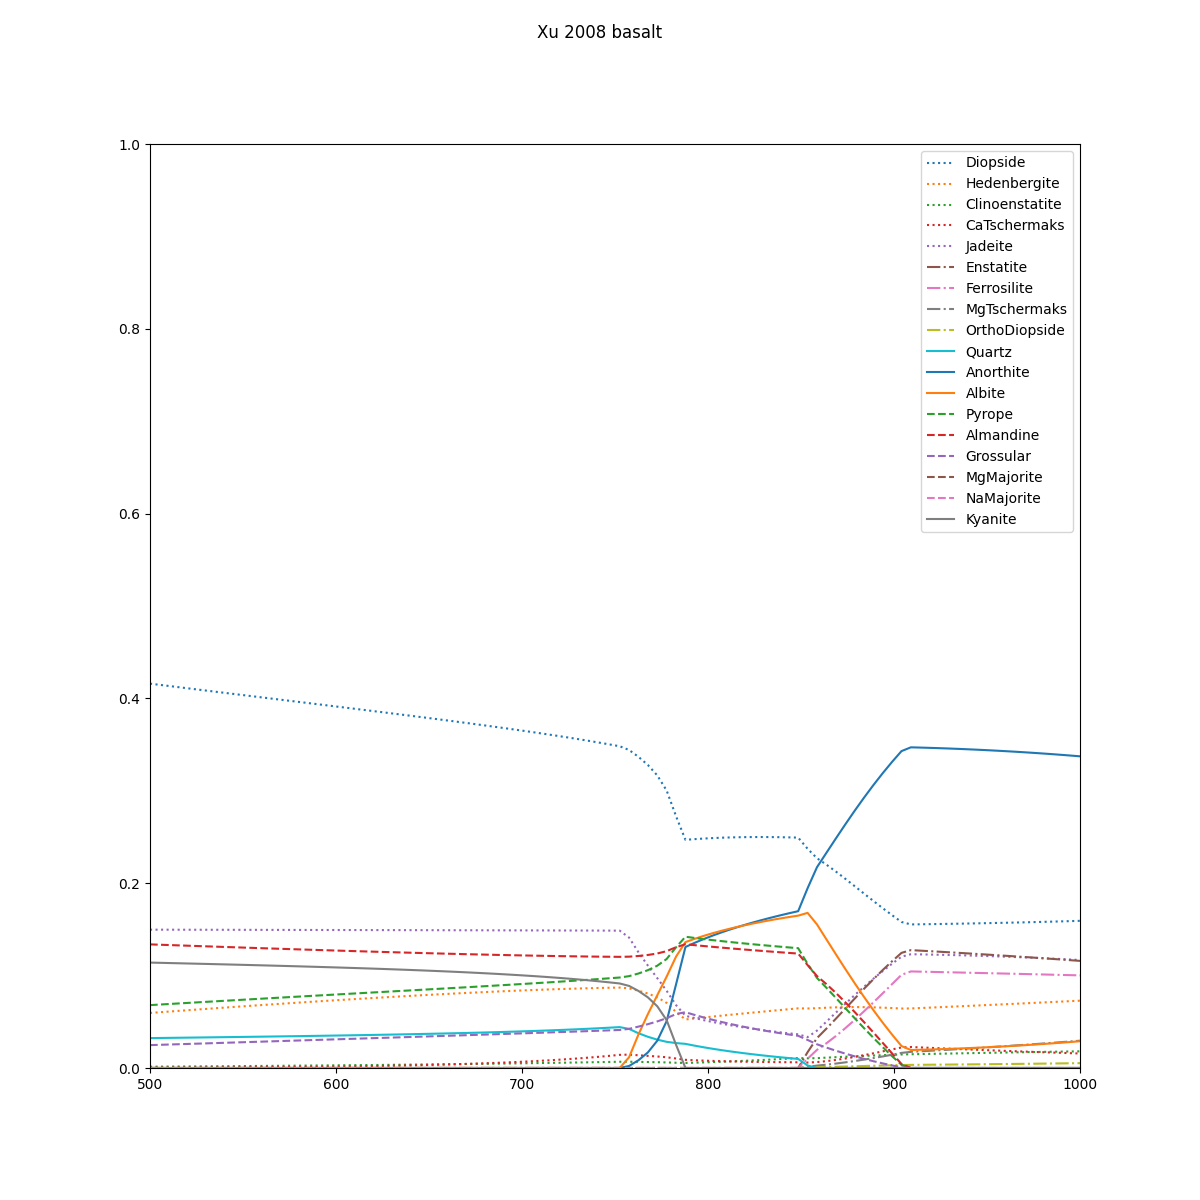 Xu 2008 basalt
1.0
0.8
0.6
0.4
0.2
0.0
500
600
700
800
900
1000
Diopside
Hedenbergite
Clinoenstatite
CaTschermaks
Jadeite
Enstatite
Ferrosilite
MgTschermaks
OrthoDiopside
Quartz
Anorthite
Albite
Pyrope
Almandine
Grossular
MgMajorite
NaMajorite
Kyanite